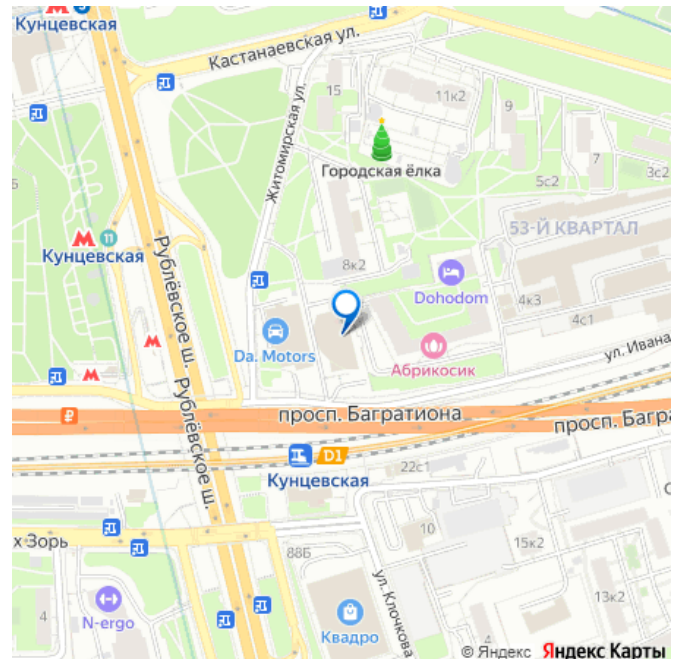 Кунцевская
Кастанаевская ул.
Житомирская ул.
15
11к2
9
7
3с2
5с2
Городская ёлка
53-Й КВАРТАЛ
11
Кунцевская
Рублёвское ш.
Рублёвское ш.
8к2
Dohodom
4к3
4с1
Da. Motors
Абрикосик
ул. Ивана
просп. Багратиона
просп. Багра
D1
Кунцевская
22с1
х Зорь
88Б
10
15к2
13к2
4
N-ergo
Квадро
ул. Клочкова
© Яндекс Яндекс Карты